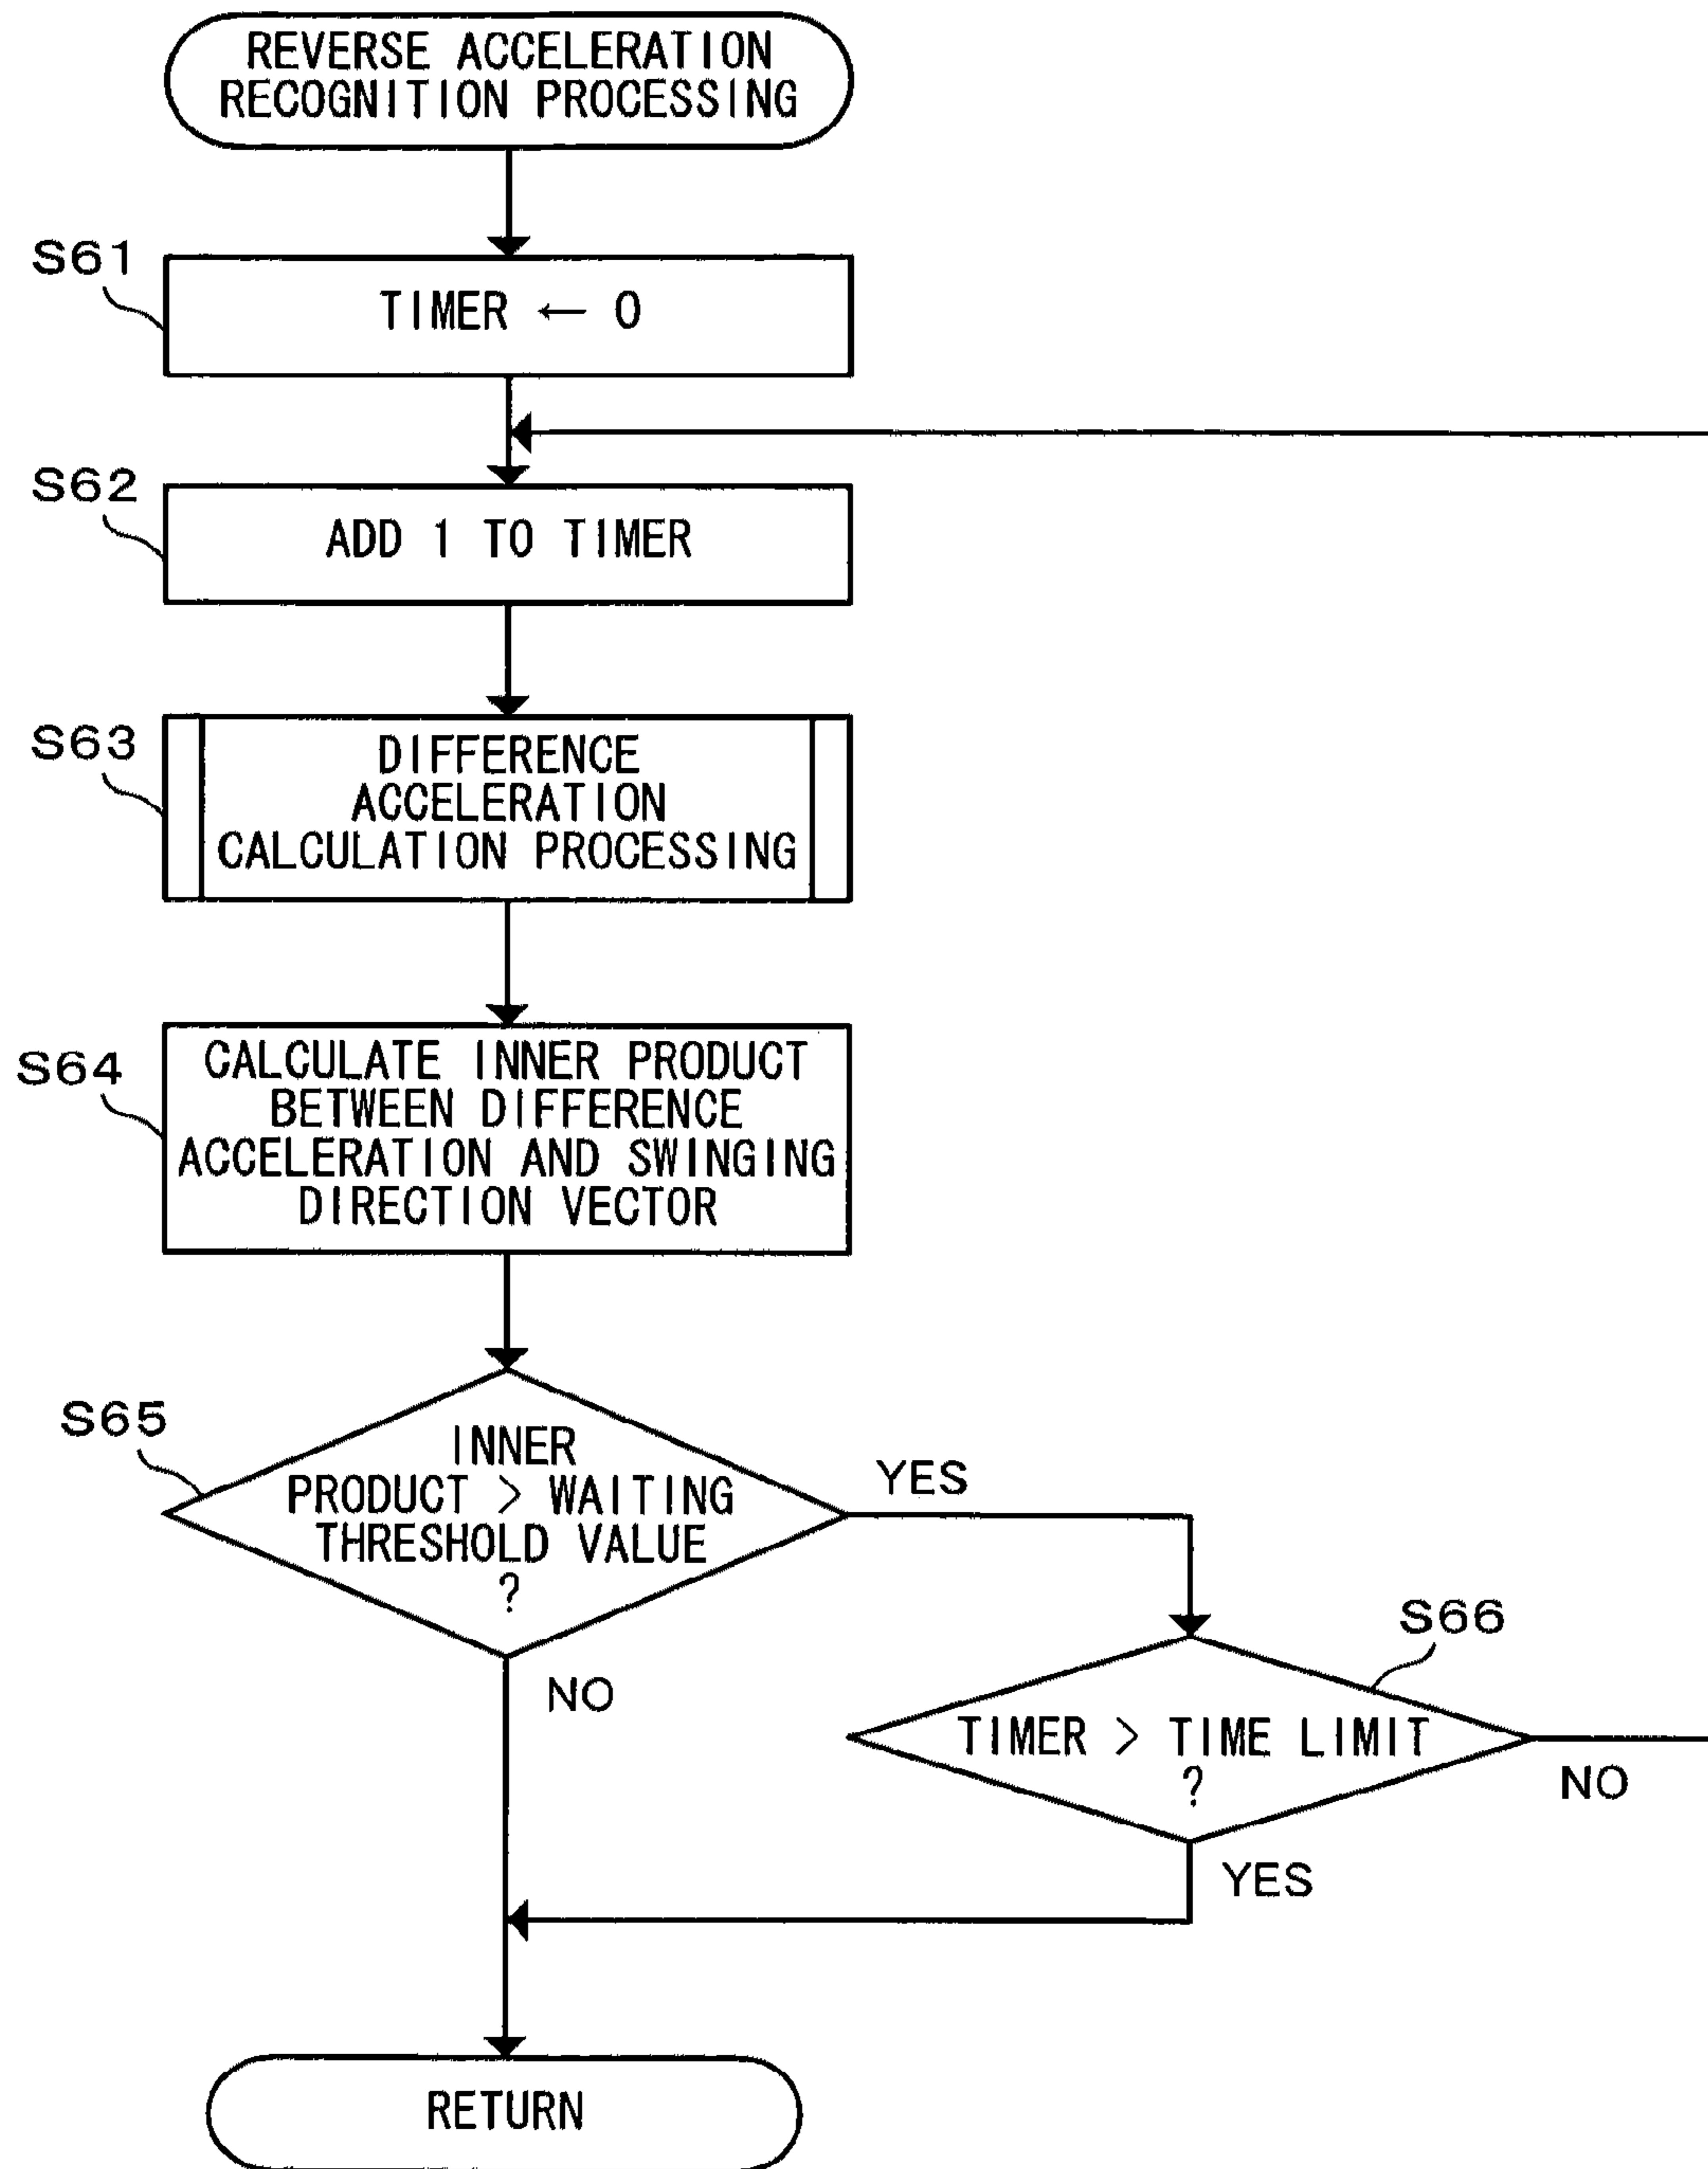 REVERSE ACCELERATION
RECOGNITION PROCESSING
S61
TIMER ← 0
S62
ADD 1 TO TIMER
S63
DIFFERENCE
ACCELERATION
CALCULATION PROCESSING
S64
CALCULATE INNER PRODUCT
BETWEEN DIFFERENCE
ACCELERATION AND SWINGING
DIRECTION VECTOR
S65
INNER
PRODUCT > WAITING
THRESHOLD VALUE
?
YES
NO
S66
TIMER > TIME LIMIT
?
NO
YES
RETURN